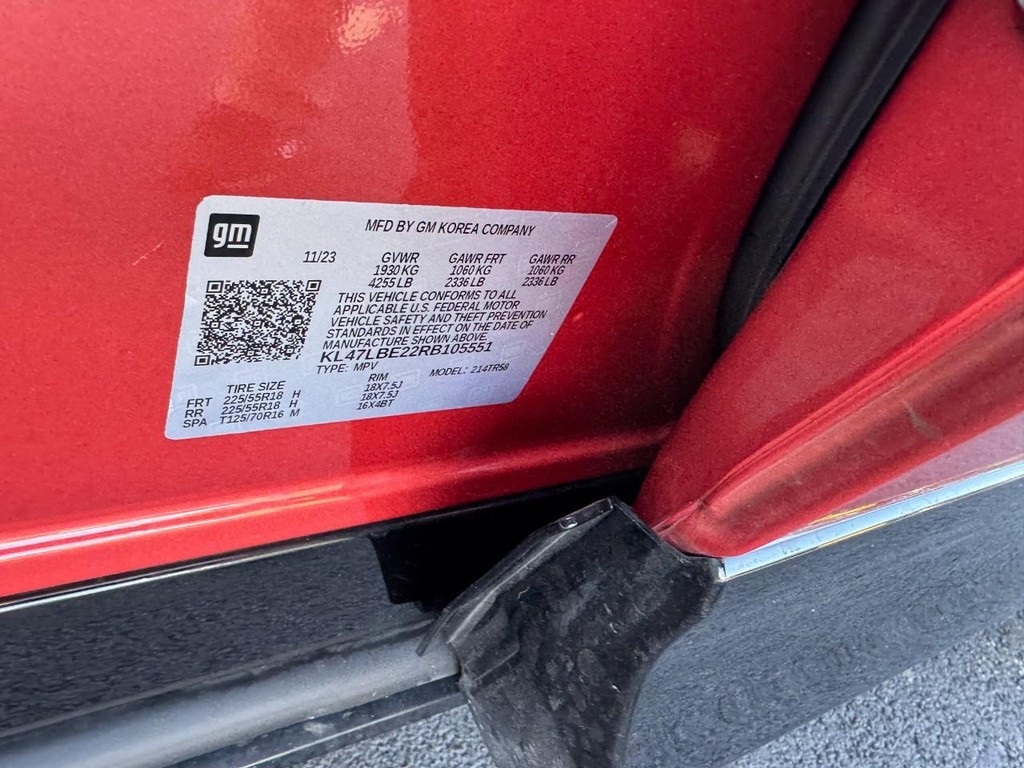 gm
MFD BY GM KOREA COMPANY
11/23 GVWR GAWR FRT GAWR RR
1930 KG 1060 KG 1060 KG
4255 LB 2336 LB 2336 LB
THIS VEHICLE CONFORMS TO ALL
APPLICABLE U.S. FEDERAL MOTOR
VEHICLE SAFETY AND THEFT PREVENTION
STANDARDS IN EFFECT ON THE DATE OF
MANUFACTURE SHOWN ABOVE.
KL47LBE22RB105551
TYPE: MPV MODEL: 214TR58
TIRE SIZE RIM
FRT 225/55R18 H 18X7.5J
RR 225/55R18 H 18X7.5J
SPA T125/70R16 M 16X4BT